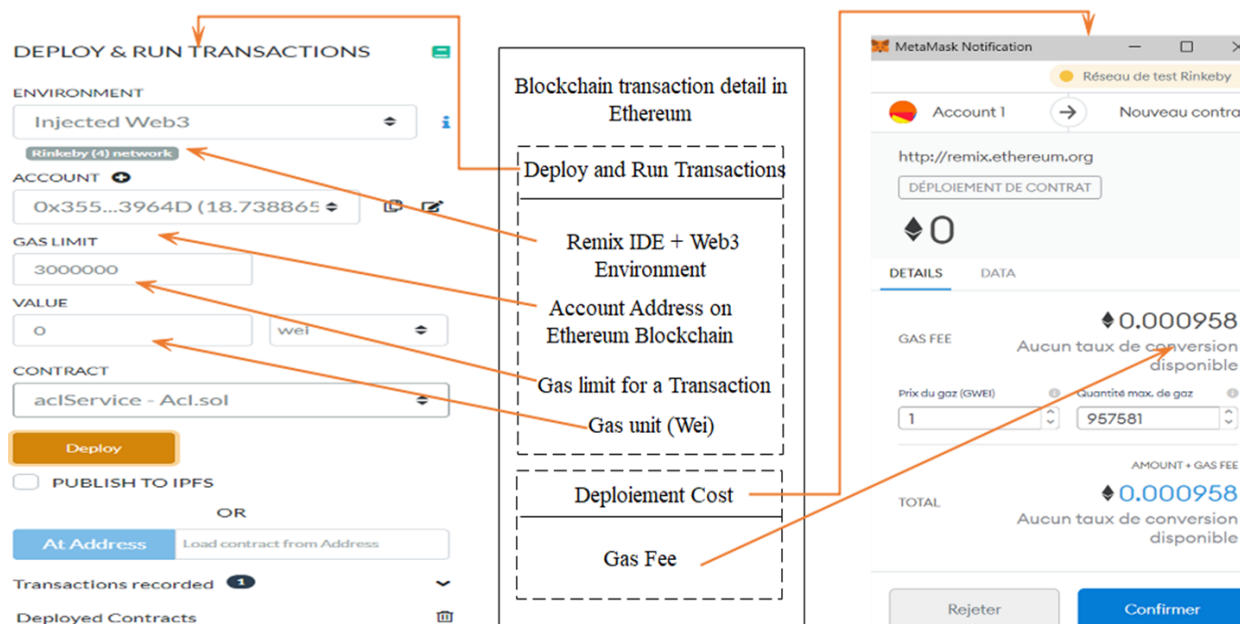 DEPLOY & RUN TRANSACTIONS
ENVIRONMENT
Injected Web3
Rinkeby (4) network
ACCOUNT
0x355...3964D (18.738865
GAS LIMIT
3000000
VALUE
0
wei
CONTRACT
aclService - Acl.sol
Deploy
PUBLISH TO IPFS
OR
At Address
Load contract from Address
Transactions recorded 1
Deployed Contracts
Blockchain transaction detail in
Ethereum
Deploy and Run Transactions
Remix IDE + Web3
Environment
Account Address on
Ethereum Blockchain
Gas limit for a Transaction
Gas unit (Wei)
Deploiement Cost
Gas Fee
MetaMask Notification
Réseau de test Rinkeby
Account 1
Nouveau contra
http://remix.ethereum.org
DÉPLOIEMENT DE CONTRAT
0
DETAILS
DATA
GAS FEE
0.000958
Aucun taux de conversion
disponible
Prix du gaz (GWEI)
Quantité max. de gaz
1
957581
AMOUNT + GAS FEE
TOTAL
0.000958
Aucun taux de conversion
disponible
Rejeter
Confirmer